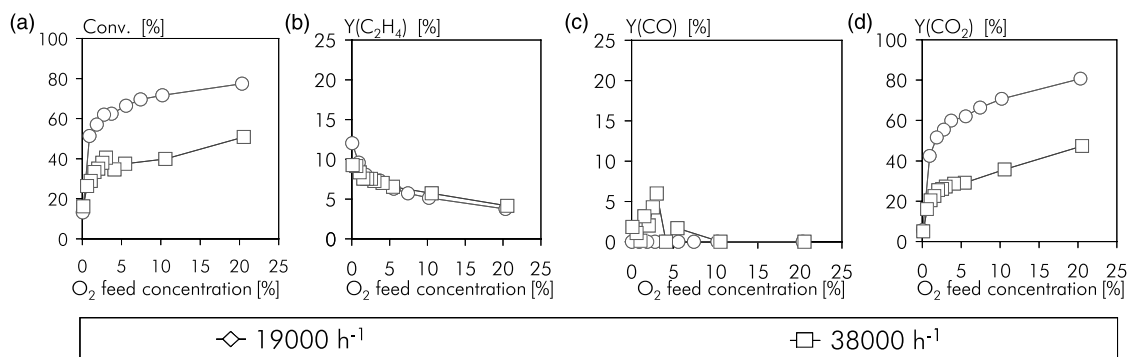 (a) Conv. [%]
100
80
60
40
20
0
0 5 10 15 20 25
O₂ feed concentration [%]
(b) Y(C₂H₄) [%]
25
20
15
10
5
0
0 5 10 15 20 25
O₂ feed concentration [%]
(c) Y(CO) [%]
25
20
15
10
5
0
0 5 10 15 20 25
O₂ feed concentration [%]
(d) Y(CO₂) [%]
100
80
60
40
20
0
0 5 10 15 20 25
O₂ feed concentration [%]
19000 h⁻¹
38000 h⁻¹